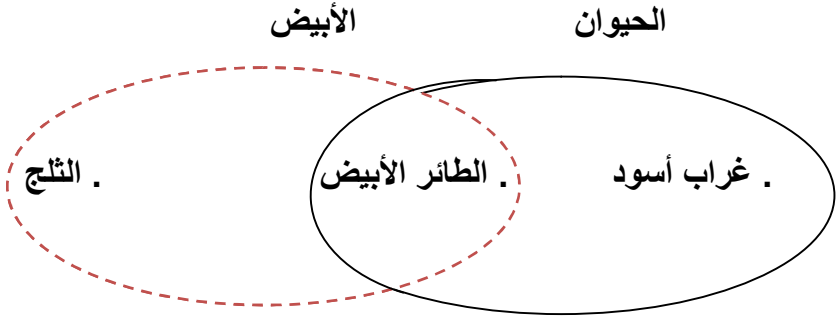 الحيوان الأبيض
. غراب أسود . الطائر الأبيض . الثلج